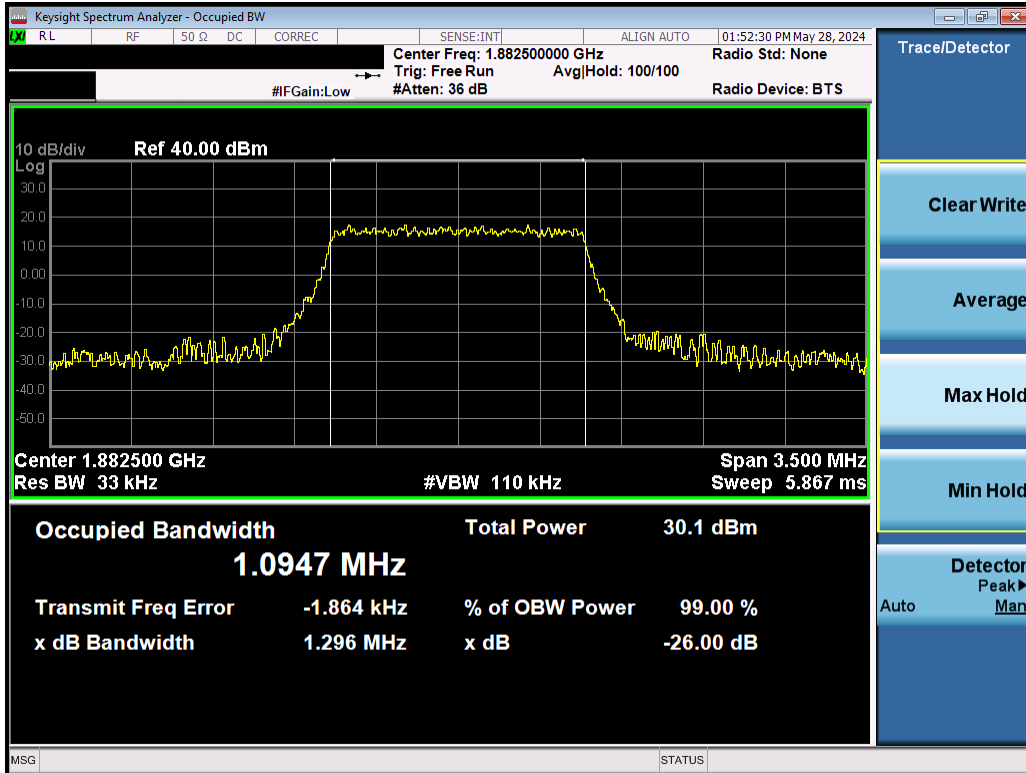 Keysight Spectrum Analyzer - Occupied BW
LXI RL RF 50 Ω DC CORREC SENSE:INT ALIGN AUTO 01:52:30 PM May 28, 2024
Center Freq: 1.882500000 GHz Radio Std: None
Trig: Free Run Avg|Hold: 100/100
#IFGain:Low #Atten: 36 dB Radio Device: BTS
Trace/Detector
10 dB/div Ref 40.00 dBm
Log
30.0
20.0
10.0
0.00
-10.0
-20.0
-30.0
-40.0
-50.0
Center 1.882500 GHz Span 3.500 MHz
Res BW 33 kHz #VBW 110 kHz Sweep 5.867 ms
Occupied Bandwidth Total Power 30.1 dBm
1.0947 MHz
Transmit Freq Error -1.864 kHz % of OBW Power 99.00 %
x dB Bandwidth 1.296 MHz x dB -26.00 dB
Clear Write
Average
Max Hold
Min Hold
Detector
Peak▶
Auto Man
MSG STATUS